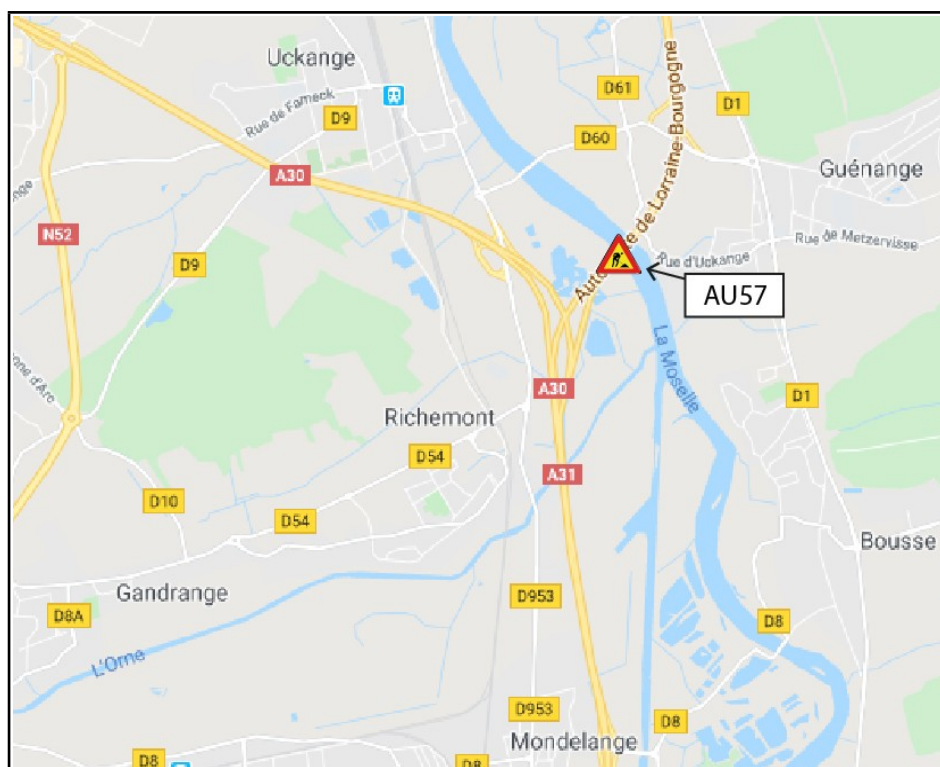 Uckange
D61
Rue de Fameck
D9
D60
D1
Guénange
A30
Autoroute de Lorraine-Bourgogne
N52
D9
Rue d'Uckange
Rue de Metzervisse
AU57
La Moselle
A30
D1
Richemont
D54
A31
D10
D54
Bousse
Gandrange
D953
D8A
D8
L'Orne
D953
D8
Mondelange
D8
D8